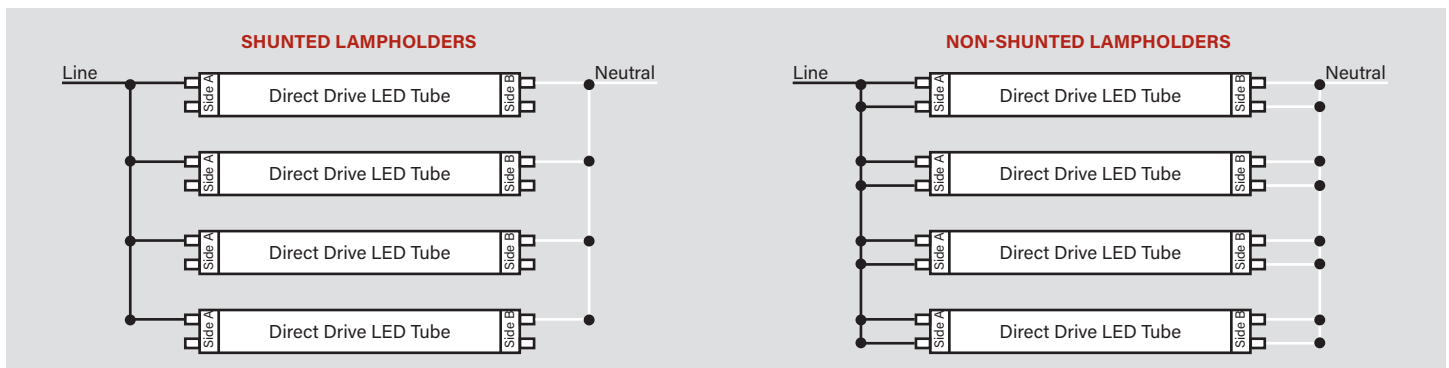 SHUNTED LAMPHOLDERS
Line
Neutral
Side A
Direct Drive LED Tube
Side B
Side A
Direct Drive LED Tube
Side B
Side A
Direct Drive LED Tube
Side B
Side A
Direct Drive LED Tube
Side B
NON-SHUNTED LAMPHOLDERS
Line
Neutral
Side A
Direct Drive LED Tube
Side B
Side A
Direct Drive LED Tube
Side B
Side A
Direct Drive LED Tube
Side B
Side A
Direct Drive LED Tube
Side B